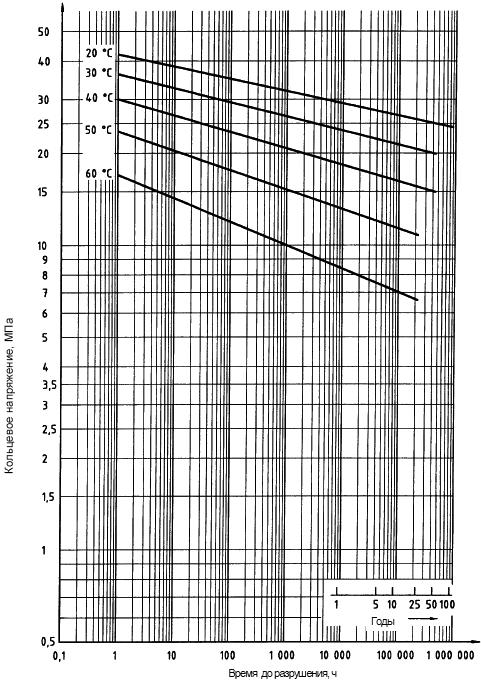 50
20 °C
40
30 °C
30
40 °C
25
50 °C
20
60 °C
15
10
9
8
7
6
5
4
3,5
3
2,5
2
1,5
1
0,5
Кольцевое напряжение, МПа
1 5 10 25 50 100
Годы
0,1 1 10 100 1 000 10 000 100 000 1 000 000
Время до разрушения, ч